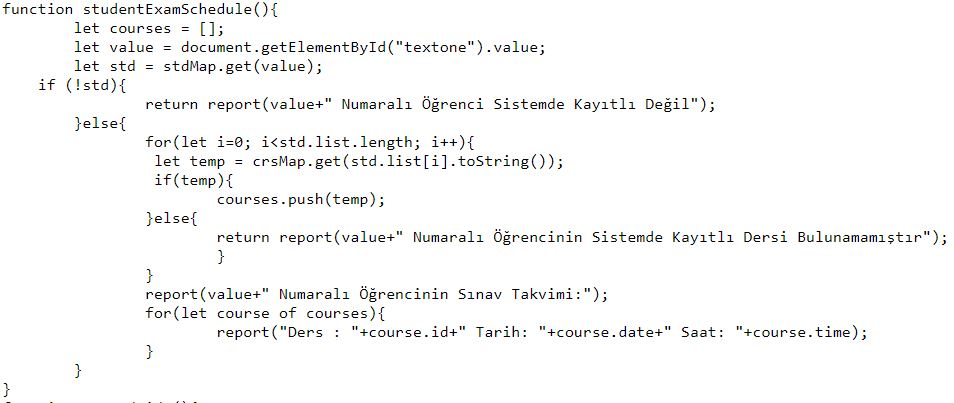 function studentExamSchedule(){
let courses = [];
let value = document.getElementById("textone").value;
let std = stdMap.get(value);
if (!std){
return report(value+" Numaralı Öğrenci Sistemde Kayıtlı Değil");
}else{
for(let i=0; i<std.list.length; i++){
let temp = crsMap.get(std.list[i].toString());
if(temp){
courses.push(temp);
}else{
return report(value+" Numaralı Öğrencinin Sistemde Kayıtlı Dersi Bulunamamıştır");
}
}
report(value+" Numaralı Öğrencinin Sınav Takvimi:");
for(let course of courses){
report("Ders : "+course.id+" Tarih: "+course.date+" Saat: "+course.time);
}
}
}